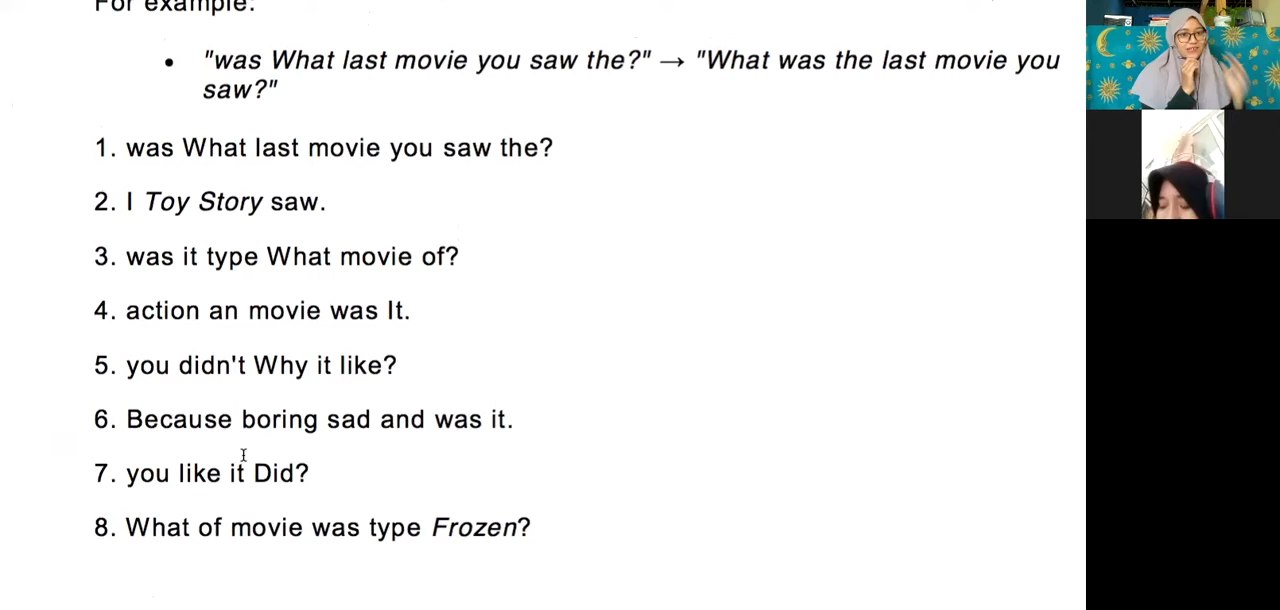 For example:
• "was What last movie you saw the?" → "What was the last movie you
saw?"
1. was What last movie you saw the?
2. I Toy Story saw.
3. was it type What movie of?
4. action an movie was It.
5. you didn't Why it like?
6. Because boring sad and was it.
7. you like it Did?
8. What of movie was type Frozen?